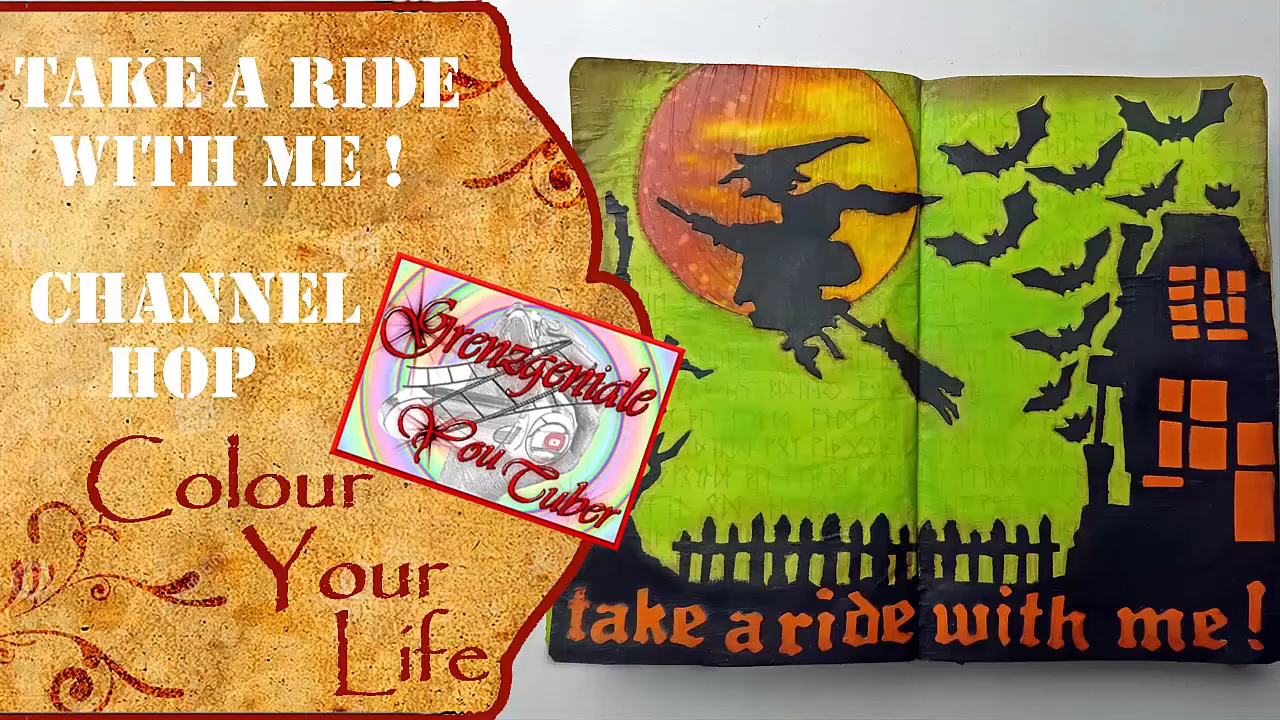 TAKE A RIDE
WITH ME !
CHANNEL
HOP
Colour
Your
Life
Grenzgeniale
YouTuber
take a ride with me!